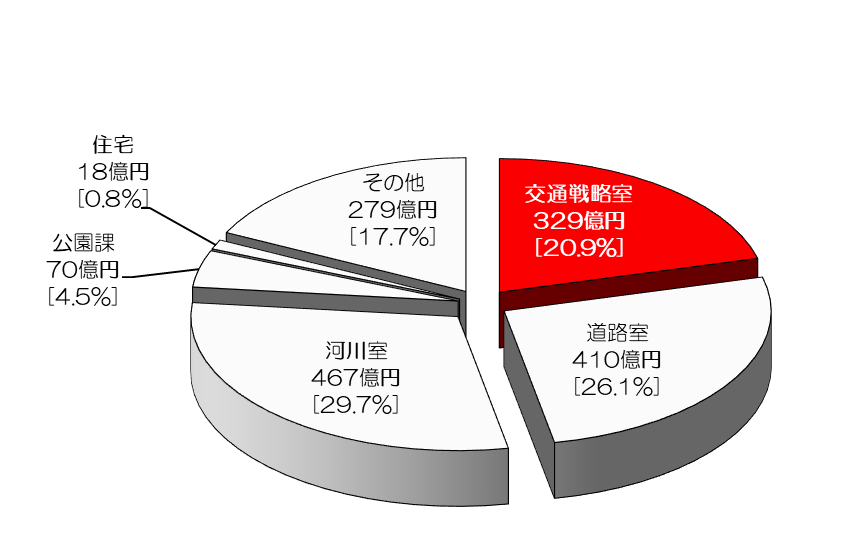 交通戦略室
329億円
[20.9%]
道路室
410億円
[26.1%]
河川室
467億円
[29.7%]
公園課
70億円
[4.5%]
住宅
18億円
[0.8%]
その他
279億円
[17.7%]